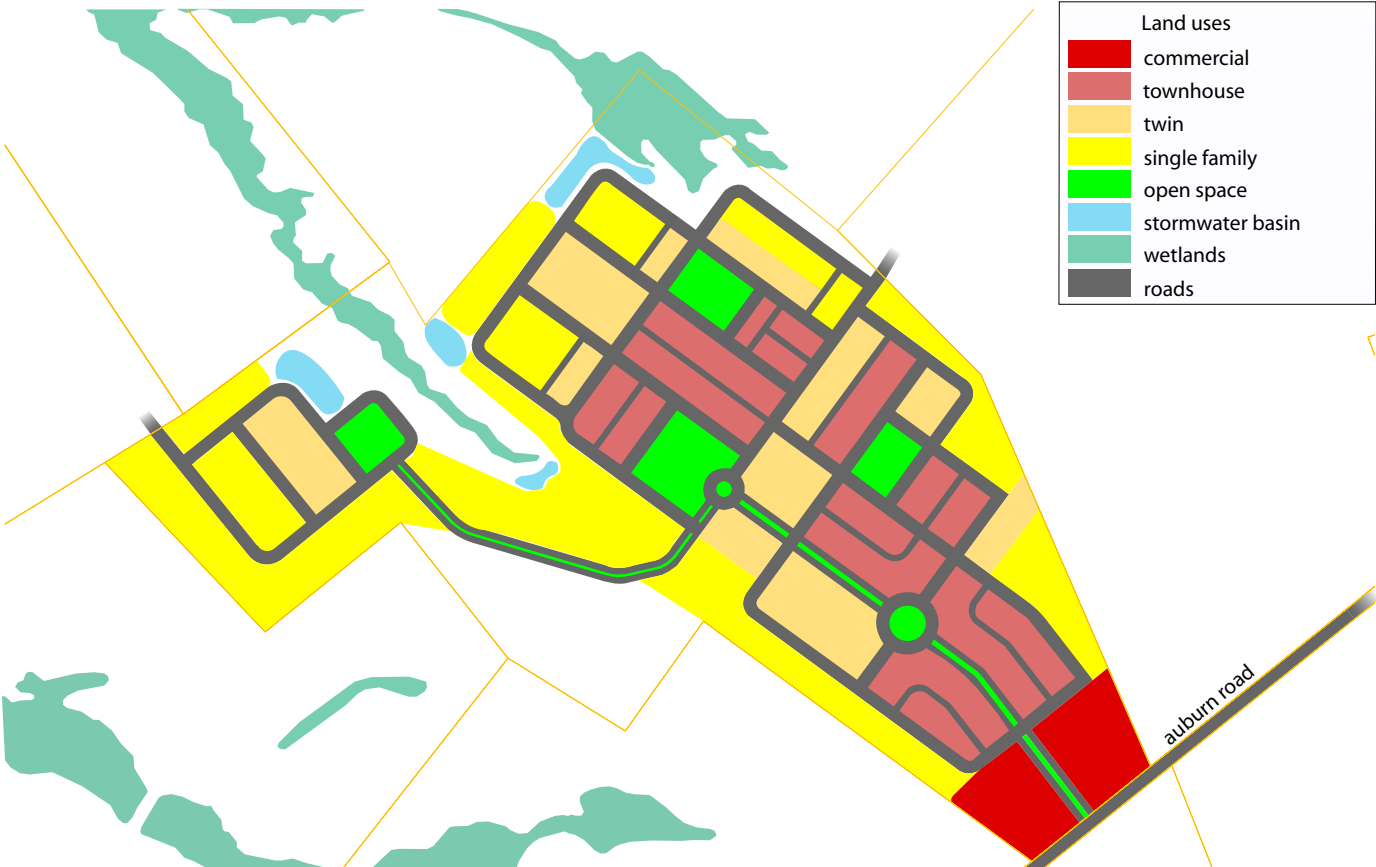 Land uses
commercial
townhouse
twin
single family
open space
stormwater basin
wetlands
roads
auburn road